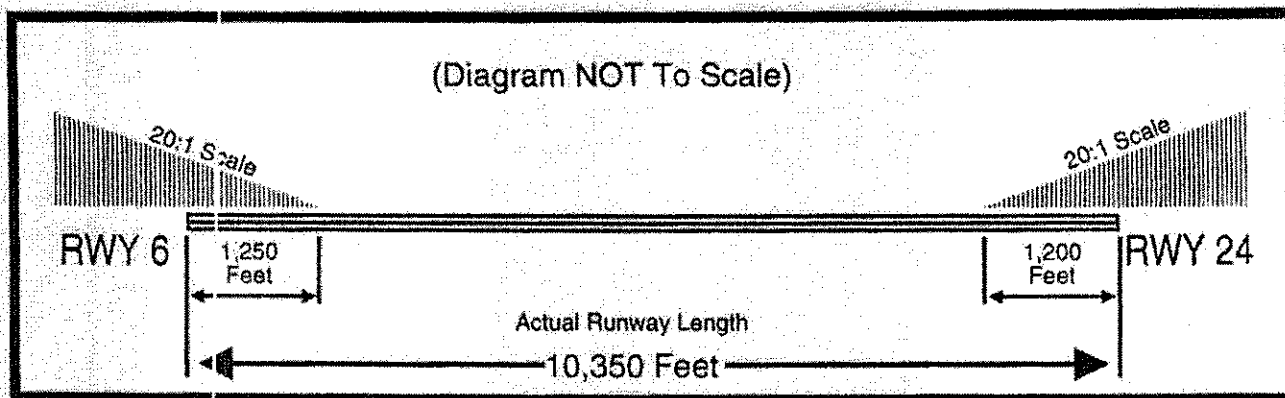 (Diagram NOT To Scale)
20:1 Scale
20:1 Scale
RWY 6
1,250
Feet
1,200
Feet
RWY 24
Actual Runway Length
10,350 Feet